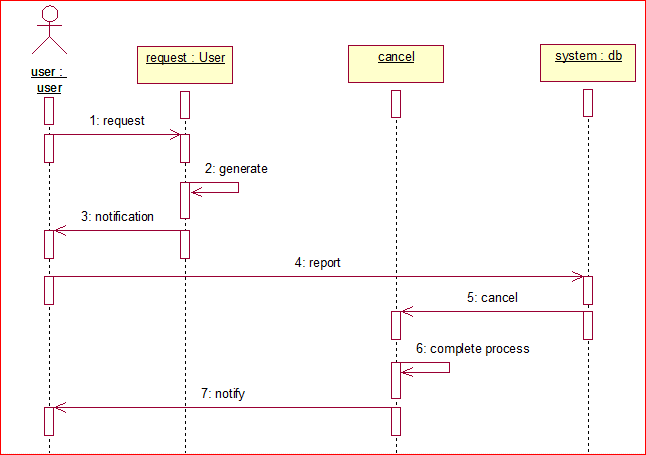 user :
user
request : User
cancel
system : db
1: request
2: generate
3: notification
4: report
5: cancel
6: complete process
7: notify